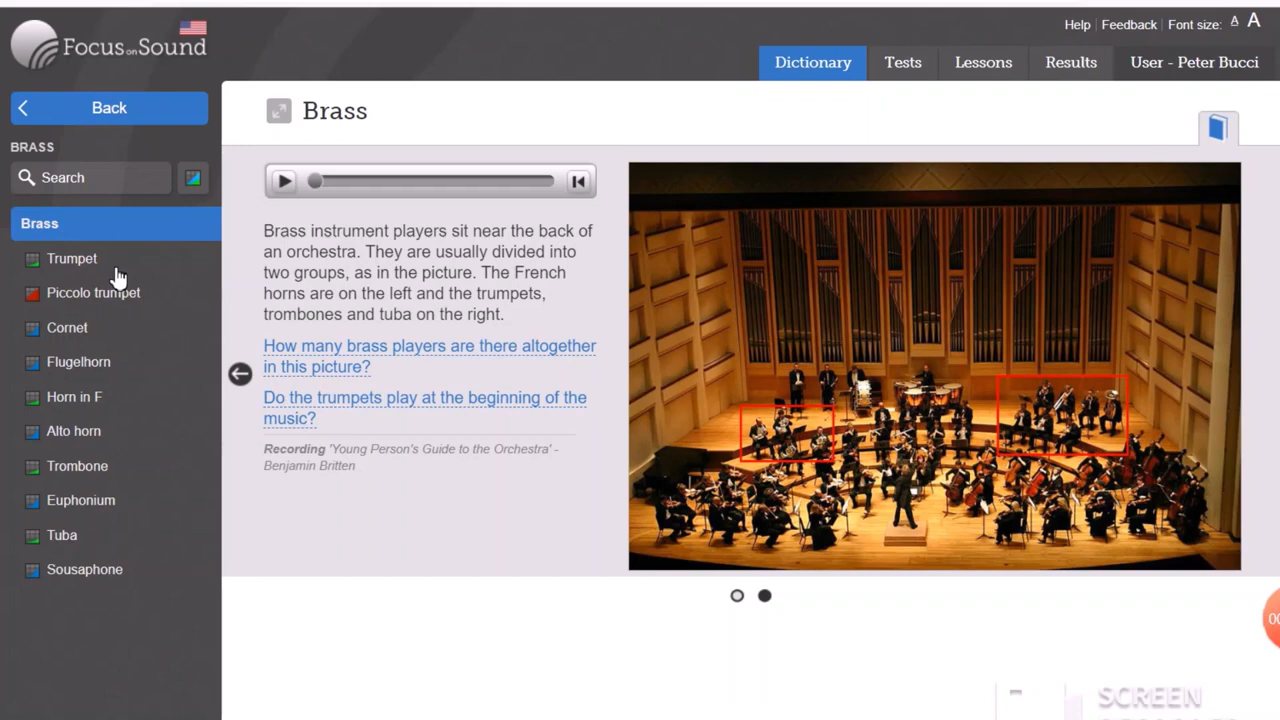 Help Feedback Font size: A A
Focus on Sound
Dictionary Tests Lessons Results User - Peter Bucci
Back
BRASS
Search
Brass
Trumpet
Piccolo trumpet
Cornet
Flugelhorn
Horn in F
Alto horn
Trombone
Euphonium
Tuba
Sousaphone
Brass
Brass instrument players sit near the back of
an orchestra. They are usually divided into
two groups, as in the picture. The French
horns are on the left and the trumpets,
trombones and tuba on the right.
How many brass players are there altogether
in this picture?
Do the trumpets play at the beginning of the
music?
Recording 'Young Person's Guide to the Orchestra' -
Benjamin Britten
00
SCREEN